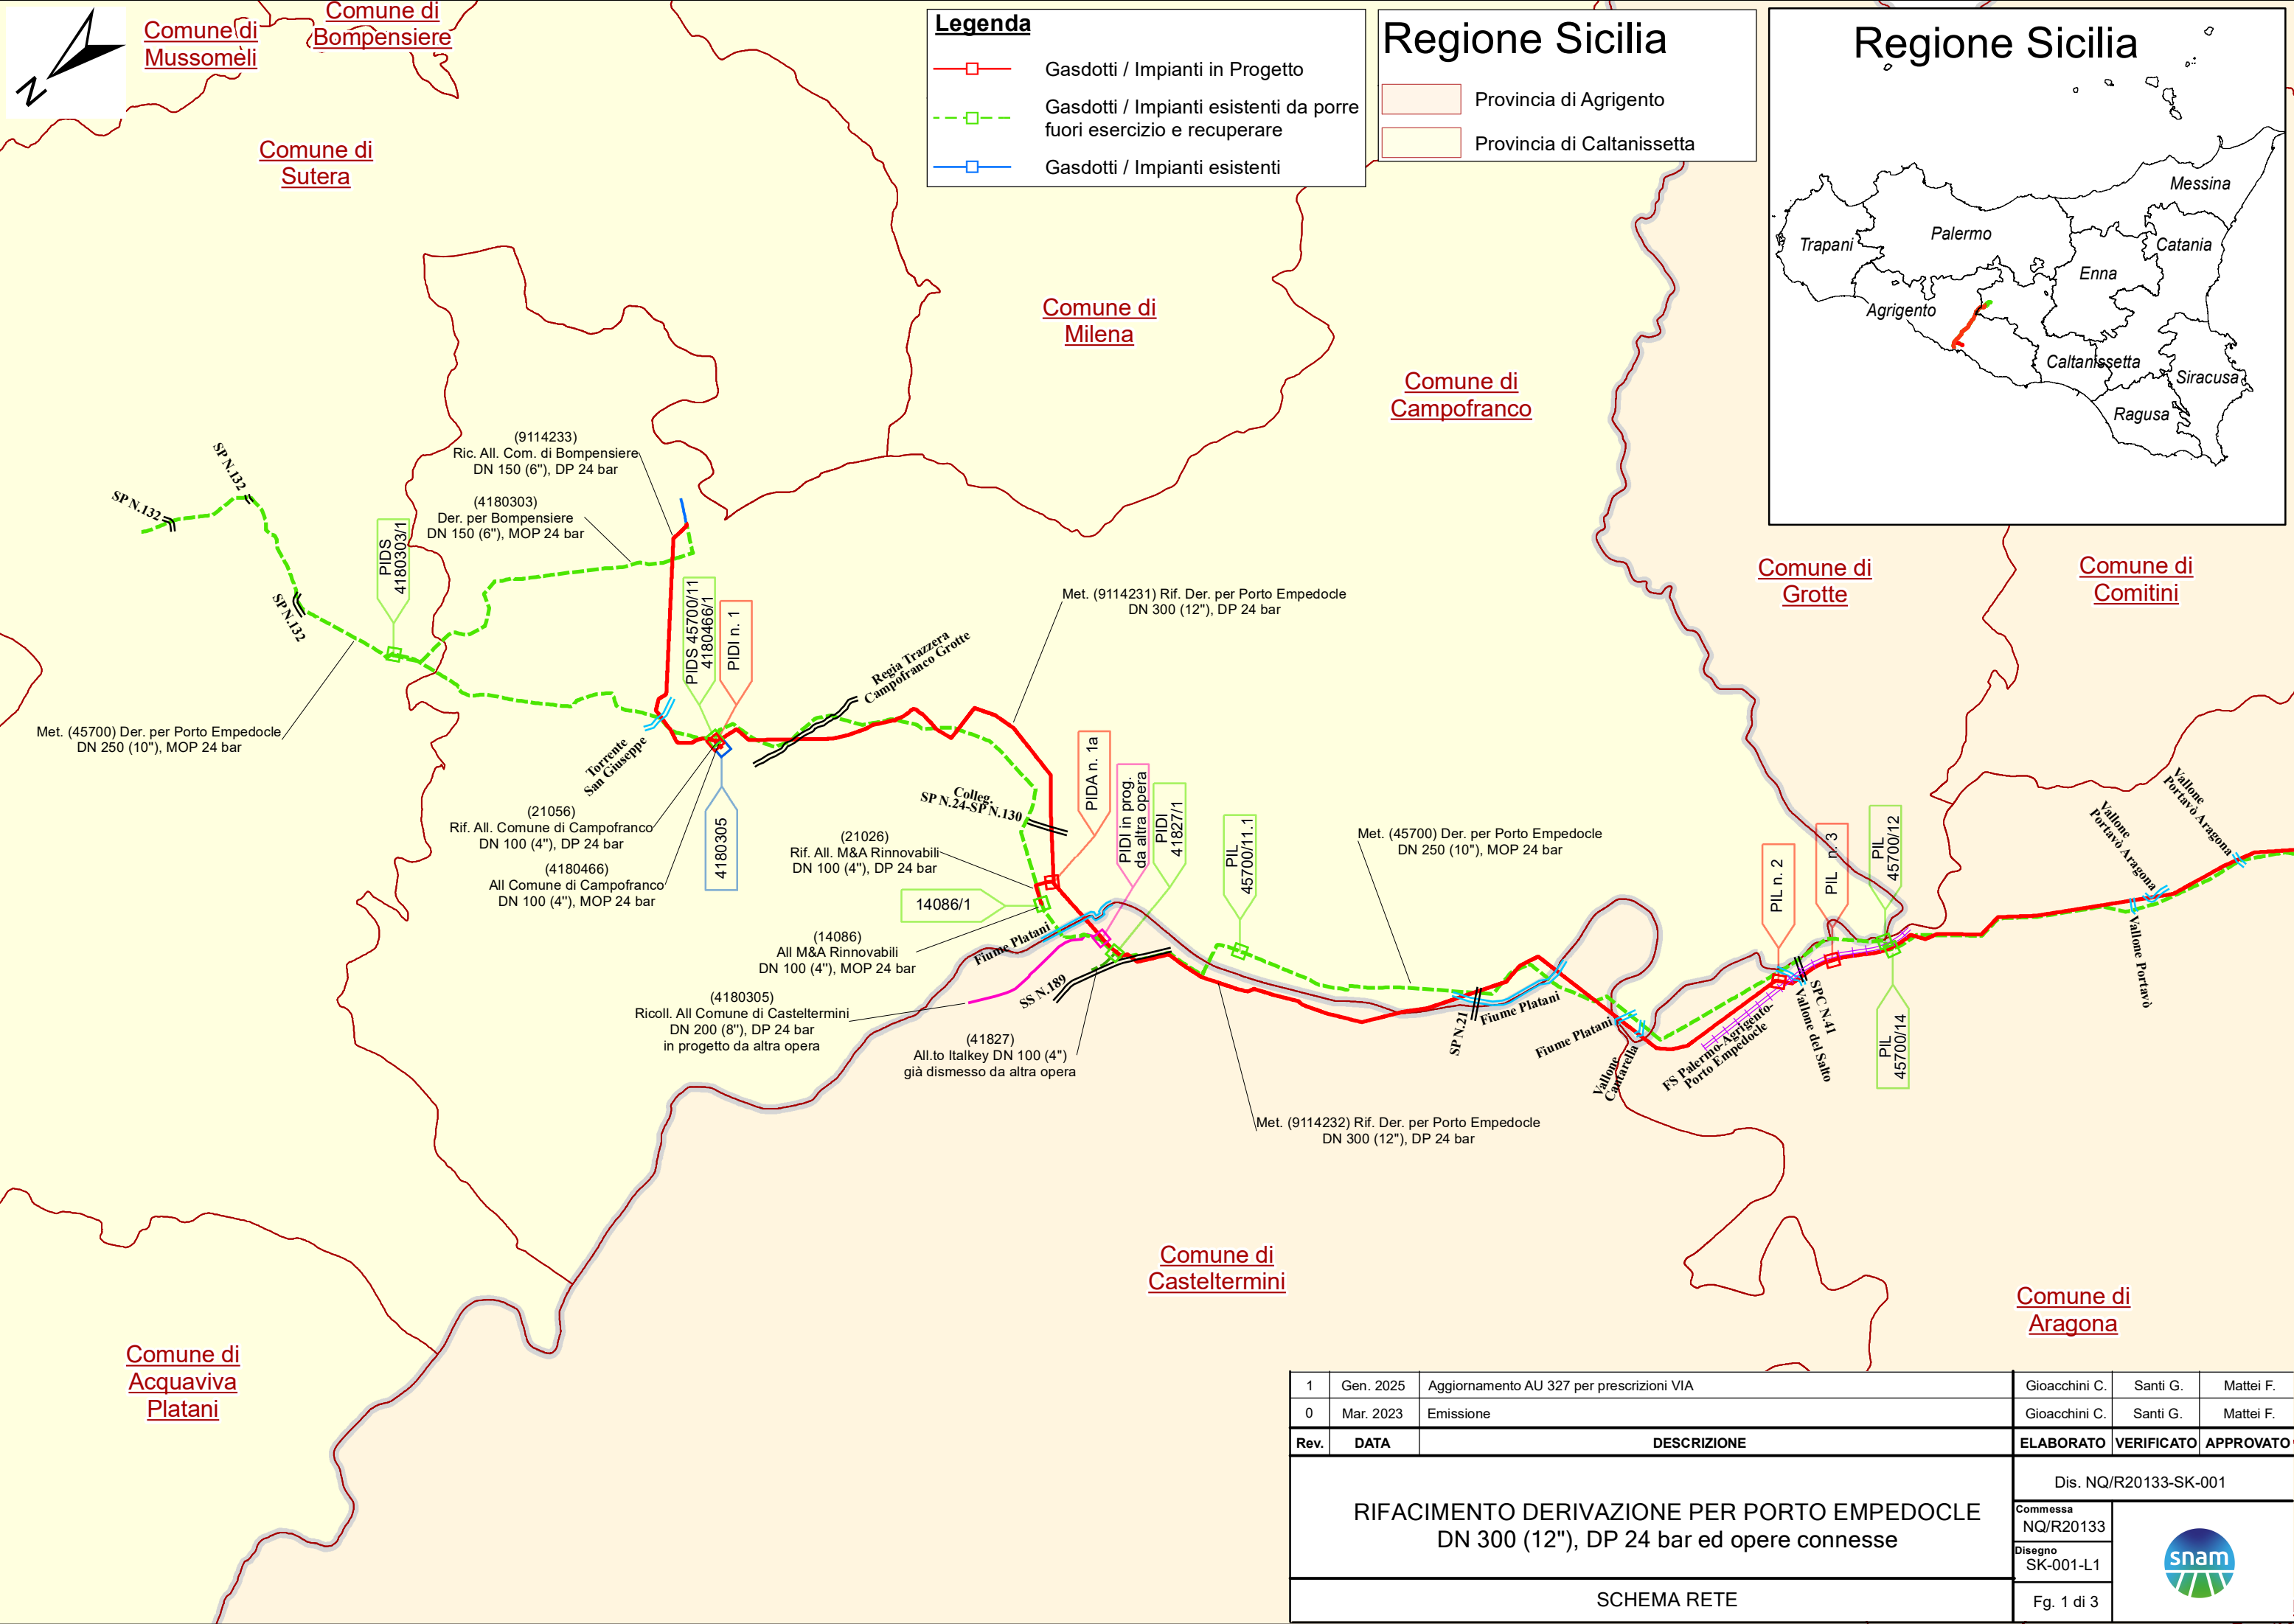 Comune di
Mussomeli
Comune di
Bompensiere
N
Legenda
Gasdotti / Impianti in Progetto
Gasdotti / Impianti esistenti da porre
fuori esercizio e recuperare
Gasdotti / Impianti esistenti
Regione Sicilia
Provincia di Agrigento
Provincia di Caltanissetta
Regione Sicilia
Messina
Trapani
Palermo
Catania
Enna
Agrigento
Caltanissetta
Siracusa
Ragusa
Comune di
Sutera
Comune di
Milena
Comune di
Campofranco
Comune di
Grotte
Comune di
Comitini
(9114233)
Ric. All. Com. di Bompensiere
DN 150 (6"), DP 24 bar
(4180303)
Der. per Bompensiere
DN 150 (6"), MOP 24 bar
SP N.132
SP N.132
SP N.132
PIDS
4180303/1
PIDS 45700/11
4180466/1
PIDI n. 1
Met. (9114231) Rif. Der. per Porto Empedocle
DN 300 (12"), DP 24 bar
Regia Trazzera
Campofranco Grotte
Met. (45700) Der. per Porto Empedocle
DN 250 (10"), MOP 24 bar
Torrente
San Giuseppe
(21056)
Rif. All. Comune di Campofranco
DN 100 (4"), DP 24 bar
(4180466)
All Comune di Campofranco
DN 100 (4"), MOP 24 bar
4180305
Colleg.
SP N.24-SP N.130
(21026)
Rif. All. M&A Rinnovabili
DN 100 (4"), DP 24 bar
14086/1
(14086)
All M&A Rinnovabili
DN 100 (4"), MOP 24 bar
(4180305)
Ricoll. All Comune di Casteltermini
DN 200 (8"), DP 24 bar
in progetto da altra opera
PIDA n. 1a
PIDI in prog.
da altra opera
PIDI
41827/1
PIL
45700/11.1
Fiume Platani
SS N.189
(41827)
All.to Italkey DN 100 (4")
già dismesso da altra opera
Met. (45700) Der. per Porto Empedocle
DN 250 (10"), MOP 24 bar
Met. (9114232) Rif. Der. per Porto Empedocle
DN 300 (12"), DP 24 bar
SP N.21
Fiume Platani
Fiume Platani
Vallone
Cantarella
FS Palermo-Agrigento-
Porto Empedocle
PIL n. 2
PIL n. 3
PIL
45700/12
SPC N.41
Vallone del Salto
PIL
45700/14
Vallone
Portavò Aragona
Vallone
Portavò Aragona
Vallone Portavò
Comune di
Casteltermini
Comune di
Aragona
Comune di
Acquaviva
Platani
1 Gen. 2025 Aggiornamento AU 327 per prescrizioni VIA Gioacchini C. Santi G. Mattei F.
0 Mar. 2023 Emissione Gioacchini C. Santi G. Mattei F.
Rev. DATA DESCRIZIONE ELABORATO VERIFICATO APPROVATO
RIFACIMENTO DERIVAZIONE PER PORTO EMPEDOCLE
DN 300 (12"), DP 24 bar ed opere connesse
SCHEMA RETE
Dis. NQ/R20133-SK-001
Commessa
NQ/R20133
Disegno
SK-001-L1
Fg. 1 di 3
snam